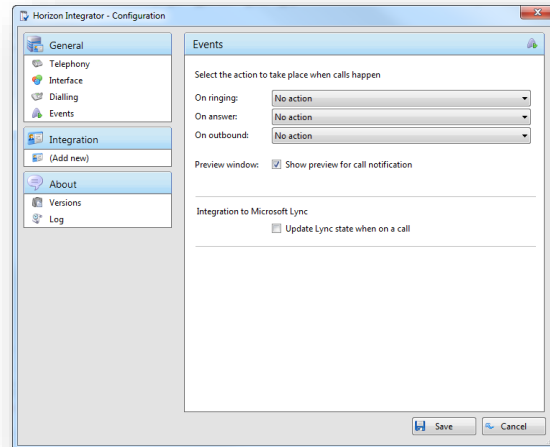 Horizon Integrator - Configuration
General
Telephony
Interface
Dialling
Events
Integration
(Add new)
About
Versions
Log
Events
Select the action to take place when calls happen
On ringing: No action
On answer: No action
On outbound: No action
Preview window: Show preview for call notification
Integration to Microsoft Lync
Update Lync state when on a call
Save Cancel